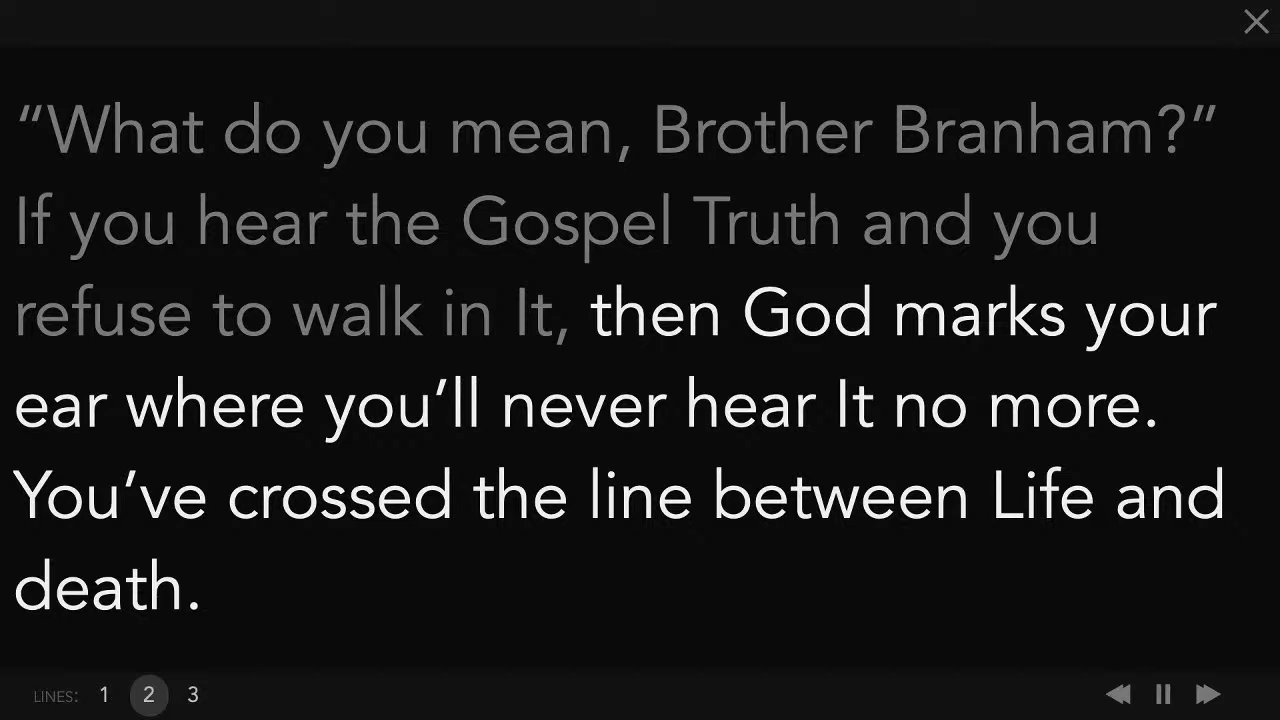 “What do you mean, Brother Branham?”
If you hear the Gospel Truth and you
refuse to walk in It, then God marks your
ear where you’ll never hear It no more.
You’ve crossed the line between Life and
death.
LINES: 1 2 3